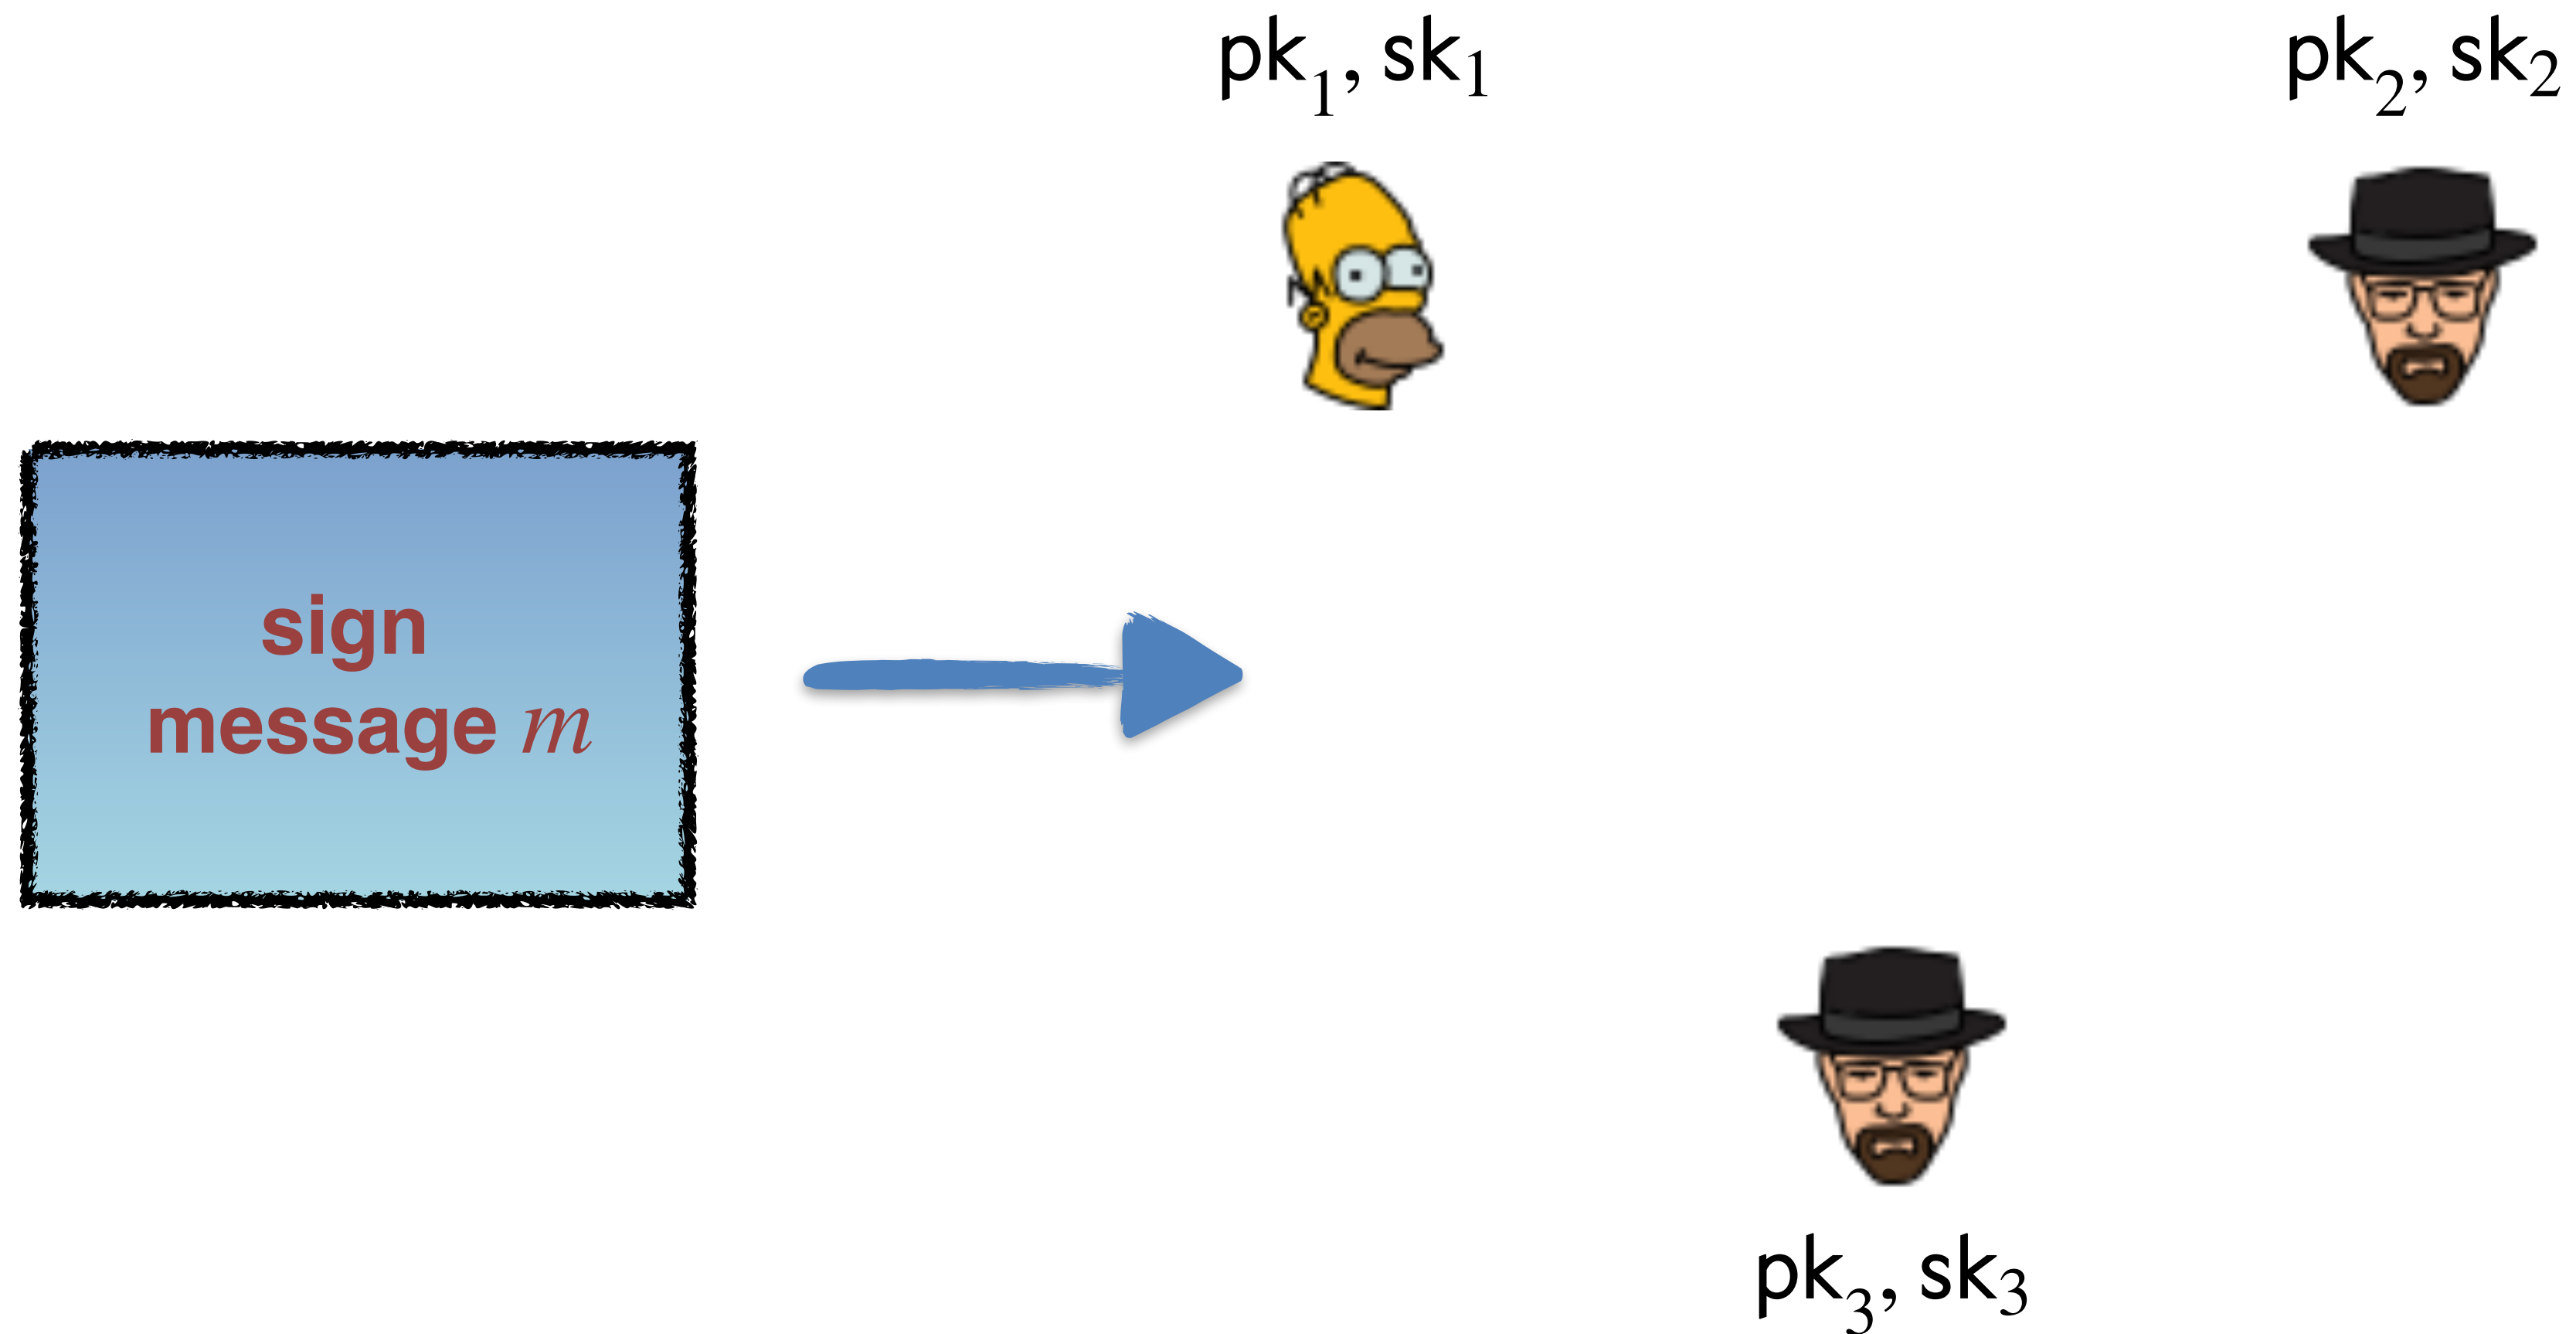 pk₁, sk₁
pk₂, sk₂
sign
message m
pk₃, sk₃